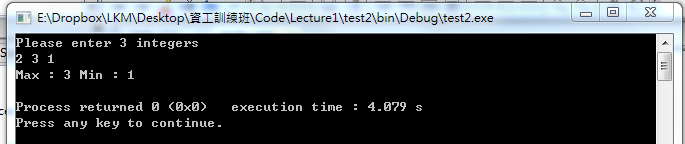 E:\Dropbox\LKM\Desktop\資工訓練班\Code\Lecture1\test2\bin\Debug\test2.exe
Please enter 3 integers
2 3 1
Max : 3 Min : 1
Process returned 0 (0x0)   execution time : 4.079 s
Press any key to continue.